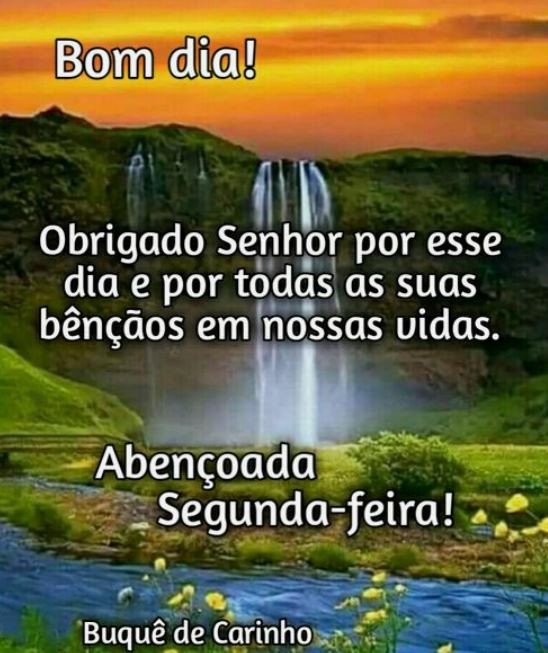 Bom dia!
Obrigado Senhor por esse
dia e por todas as suas
bênçãos em nossas vidas.
Abençoada
Segunda-feira!
Buquê de Carinho